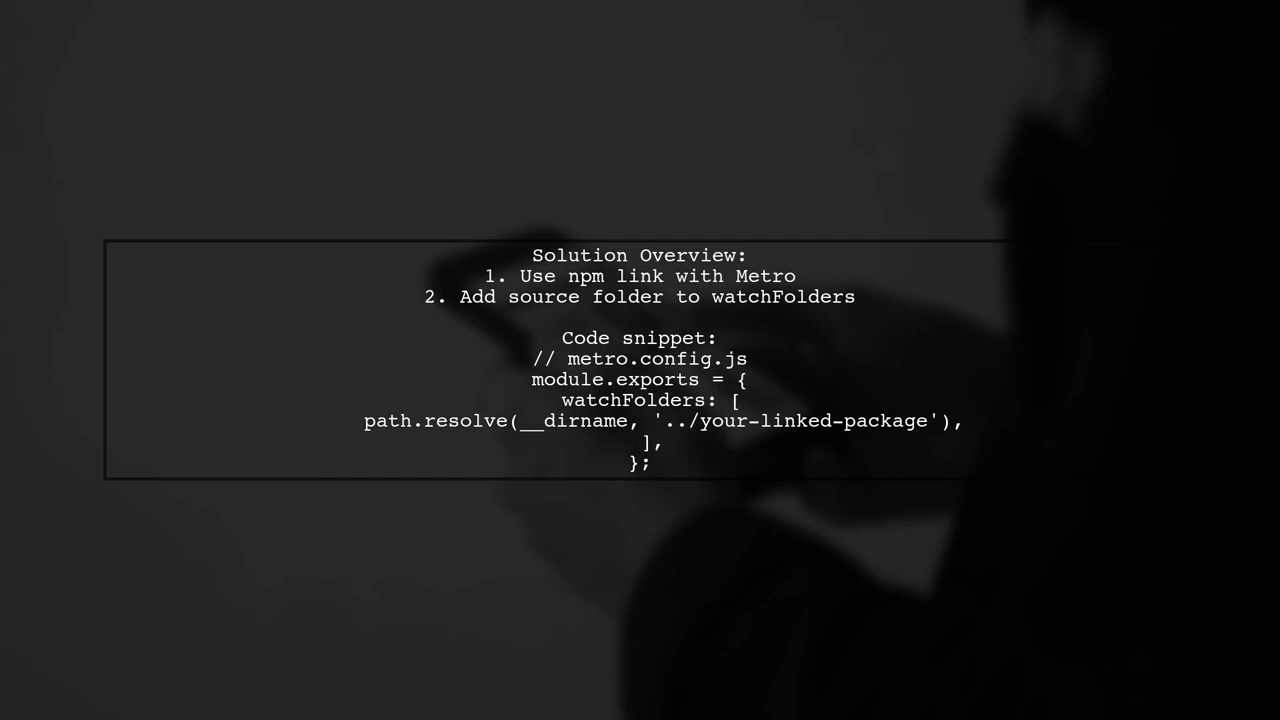 Solution Overview:
1. Use npm link with Metro
2. Add source folder to watchFolders
Code snippet:
// metro.config.js
module.exports = {
watchFolders: [
path.resolve(__dirname, '../your-linked-package'),
],
};